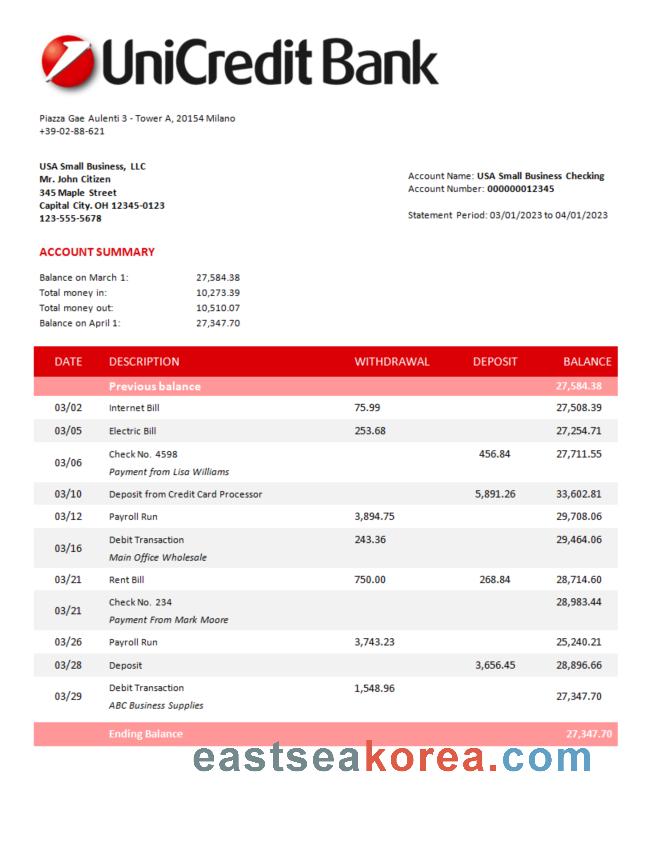 UniCredit Bank
Piazza Gae Aulenti 3 - Tower A, 20154 Milano
+39-02-88-621
USA Small Business, LLC
Mr. John Citizen
345 Maple Street
Capital City. OH 12345-0123
123-555-5678
Account Name: USA Small Business Checking
Account Number: 000000012345
Statement Period: 03/01/2023 to 04/01/2023
ACCOUNT SUMMARY
Balance on March 1: 27,584.38
Total money in: 10,273.39
Total money out: 10,510.07
Balance on April 1: 27,347.70
DATE DESCRIPTION WITHDRAWAL DEPOSIT BALANCE
Previous balance 27,584.38
03/02 Internet Bill 75.99 27,508.39
03/05 Electric Bill 253.68 27,254.71
03/06 Check No. 4598 456.84 27,711.55
Payment from Lisa Williams
03/10 Deposit from Credit Card Processor 5,891.26 33,602.81
03/12 Payroll Run 3,894.75 29,708.06
03/16 Debit Transaction 243.36 29,464.06
Main Office Wholesale
03/21 Rent Bill 750.00 268.84 28,714.60
03/21 Check No. 234 28,983.44
Payment From Mark Moore
03/26 Payroll Run 3,743.23 25,240.21
03/28 Deposit 3,656.45 28,896.66
03/29 Debit Transaction 1,548.96 27,347.70
ABC Business Supplies
Ending Balance 27,347.70
eastseakorea.com